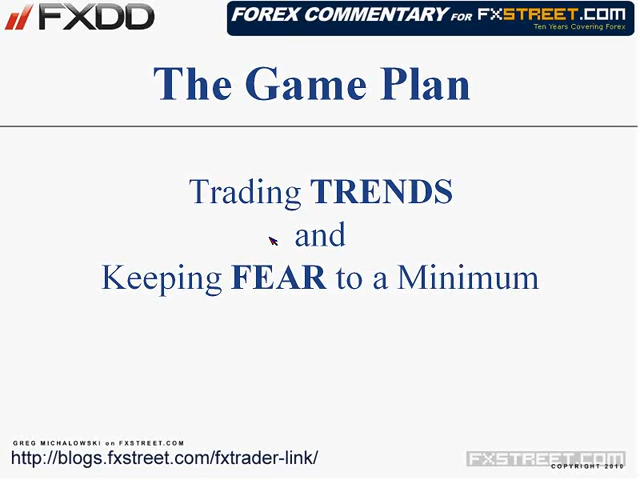 FXDD
FOREX COMMENTARY FOR FXSTREET.COM
Ten Years Covering Forex
The Game Plan
Trading TRENDS
and
Keeping FEAR to a Minimum
GREG MICHALOWSKI on FXSTREET.COM
http://blogs.fxstreet.com/fxtrader-link/
FXSTREET.COM
COPYRIGHT 2010